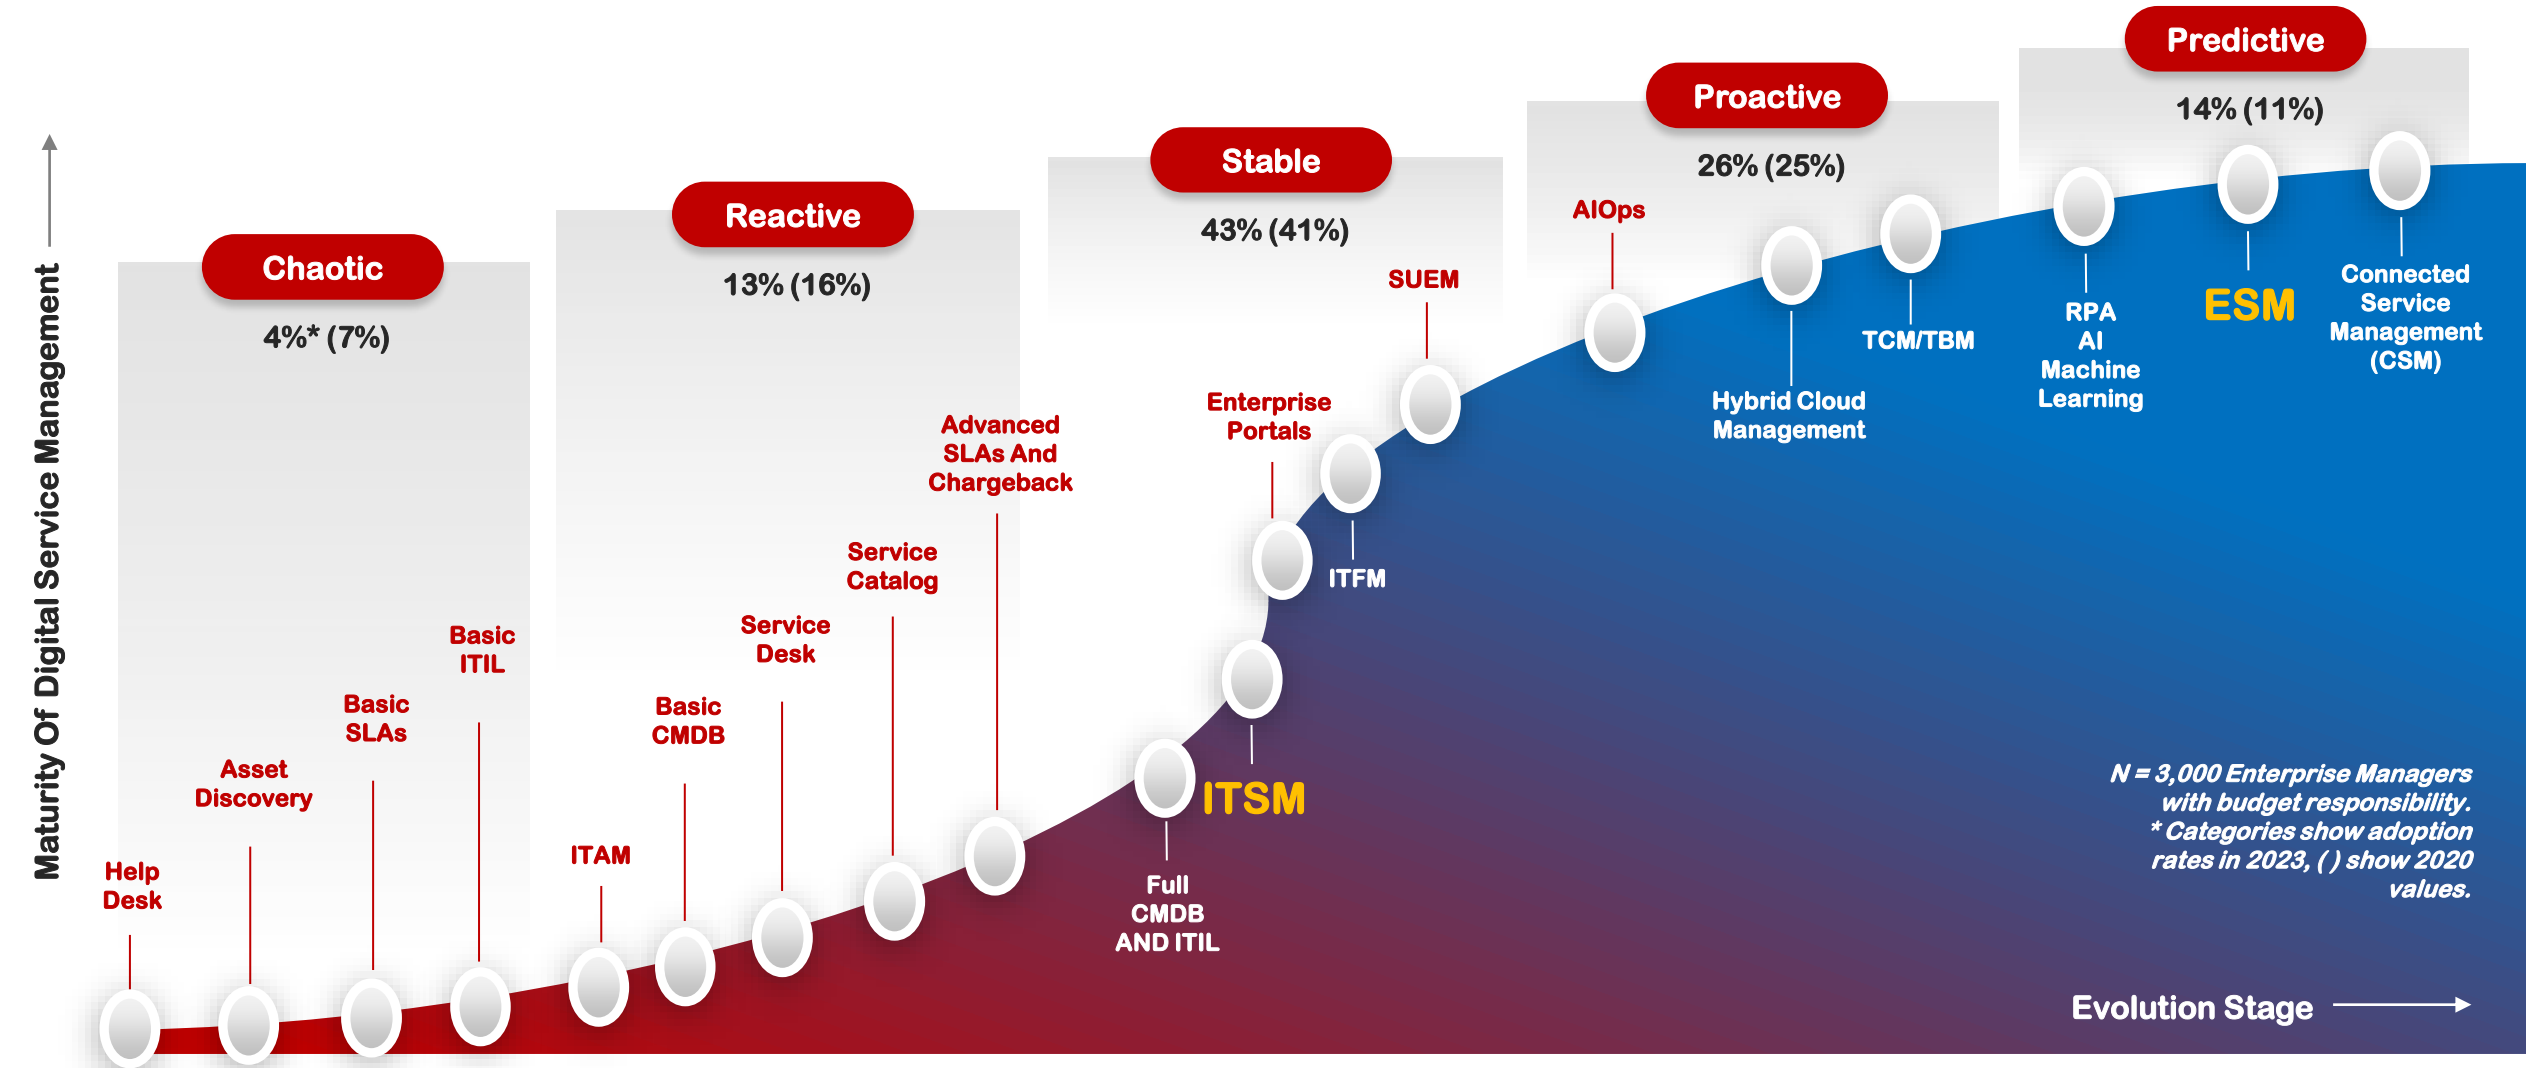 Maturity Of Digital Service Management
Chaotic
4%* (7%)
Reactive
13% (16%)
Stable
43% (41%)
Proactive
26% (25%)
Predictive
14% (11%)
Help
Desk
Asset
Discovery
Basic
SLAs
Basic
ITIL
ITAM
Basic
CMDB
Service
Desk
Service
Catalog
Advanced
SLAs And
Chargeback
Full
CMDB
AND ITIL
ITSM
Enterprise
Portals
ITFM
SUEM
AIOps
Hybrid Cloud
Management
TCM/TBM
RPA
AI
Machine
Learning
ESM
Connected
Service
Management
(CSM)
N = 3,000 Enterprise Managers
with budget responsibility.
* Categories show adoption
rates in 2023, ( ) show 2020
values.
Evolution Stage